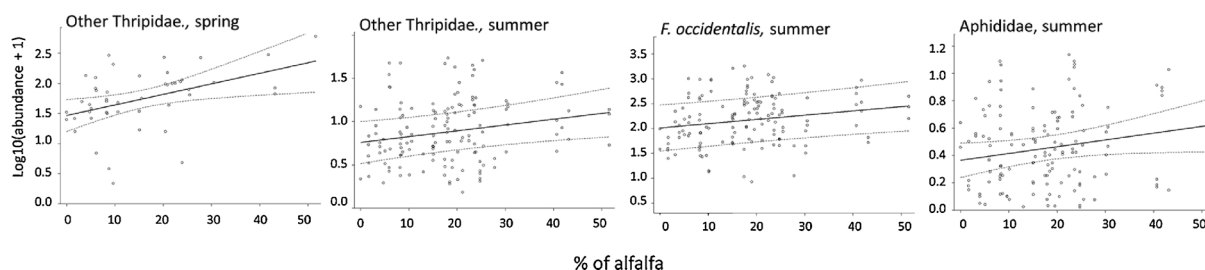 Other Thripidae., spring
Other Thripidae., summer
F. occidentalis, summer
Aphididae, summer
Log10(abundance + 1)
2.5
2.0
1.5
1.0
0.5
0.0
0 10 20 30 40 50
1.5
1.0
0.5
0.0
0 10 20 30 40 50
3.5
3.0
2.5
2.0
1.5
1.0
0.5
0 10 20 30 40 50
1.2
1.0
0.8
0.6
0.4
0.2
0.0
0 10 20 30 40 50
% of alfalfa